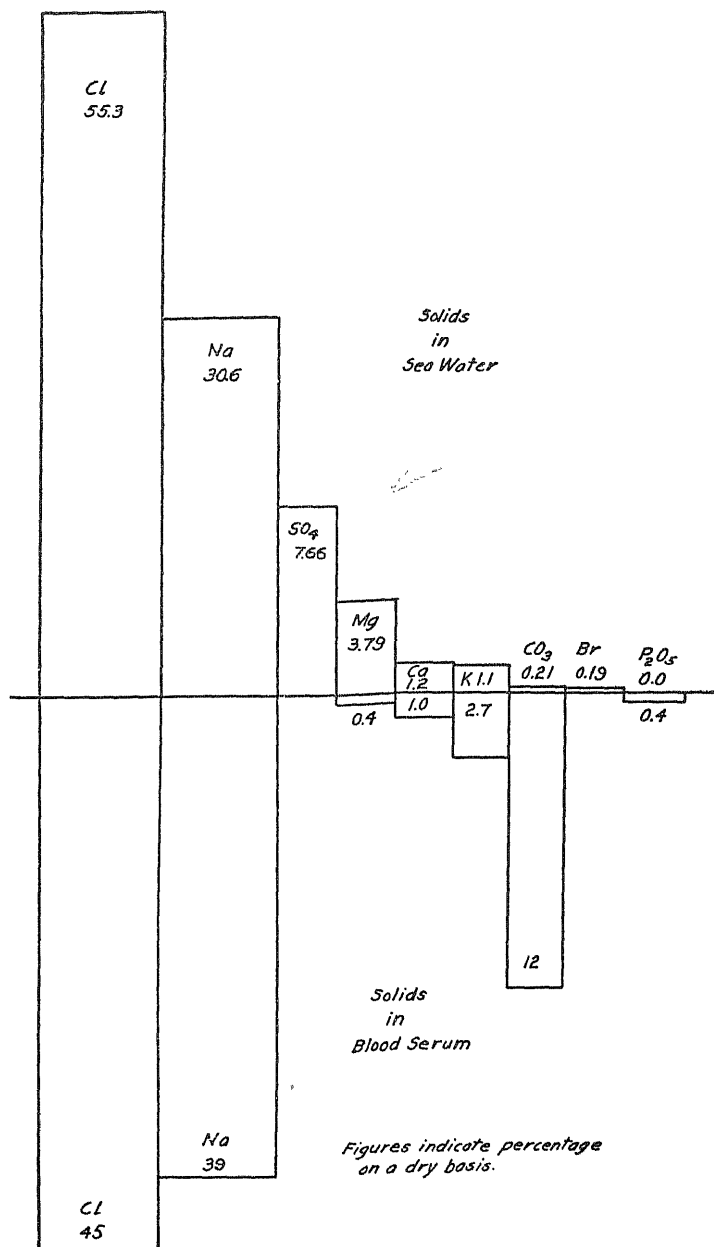 Cl
55.3
Na
30.6
Solids
in
Sea Water
SO4
7.66
Mg
3.79
Ca
1.2
K 1.1
CO3
0.21
Br
0.19
P2O5
0.0
0.4
1.0
2.7
0.4
12
Solids
in
Blood Serum
Na
39
Figures indicate percentage
on a dry basis.
Cl
45